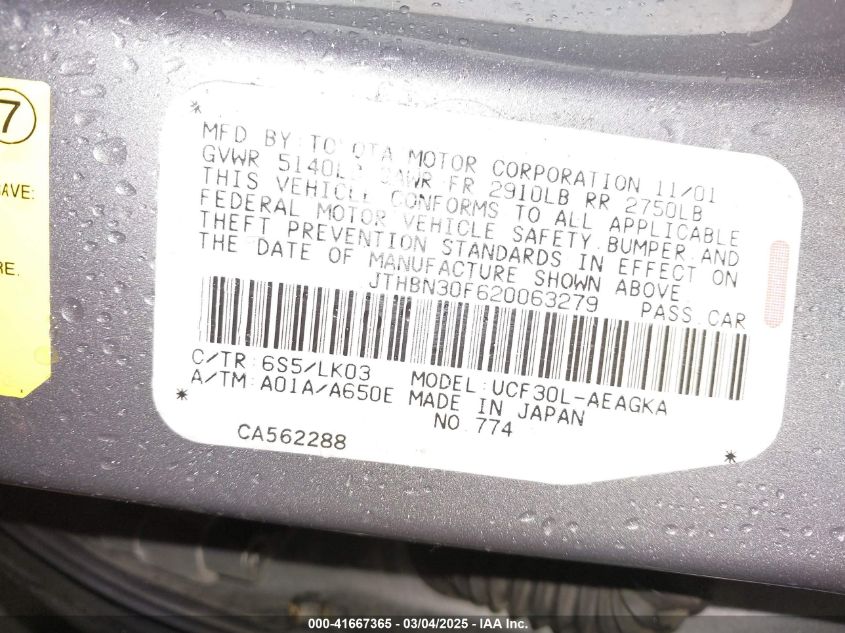 7
AVE:
RE.
MFD BY TOYOTA MOTOR CORPORATION 11/01
GVWR 5140LB GAWR FR 2910LB RR 2750LB
THIS VEHICLE CONFORMS TO ALL APPLICABLE
FEDERAL MOTOR VEHICLE SAFETY, BUMPER, AND
THEFT PREVENTION STANDARDS IN EFFECT ON
THE DATE OF MANUFACTURE SHOWN ABOVE.
JTHBN30F620063279 PASS.CAR
C/TR: 6S5/LK03 MODEL: UCF30L-AEAGKA
A/TM: A01A/A650E MADE IN JAPAN
NO. 774
CA562288
000-41667365 - 03/04/2025 - IAA Inc.